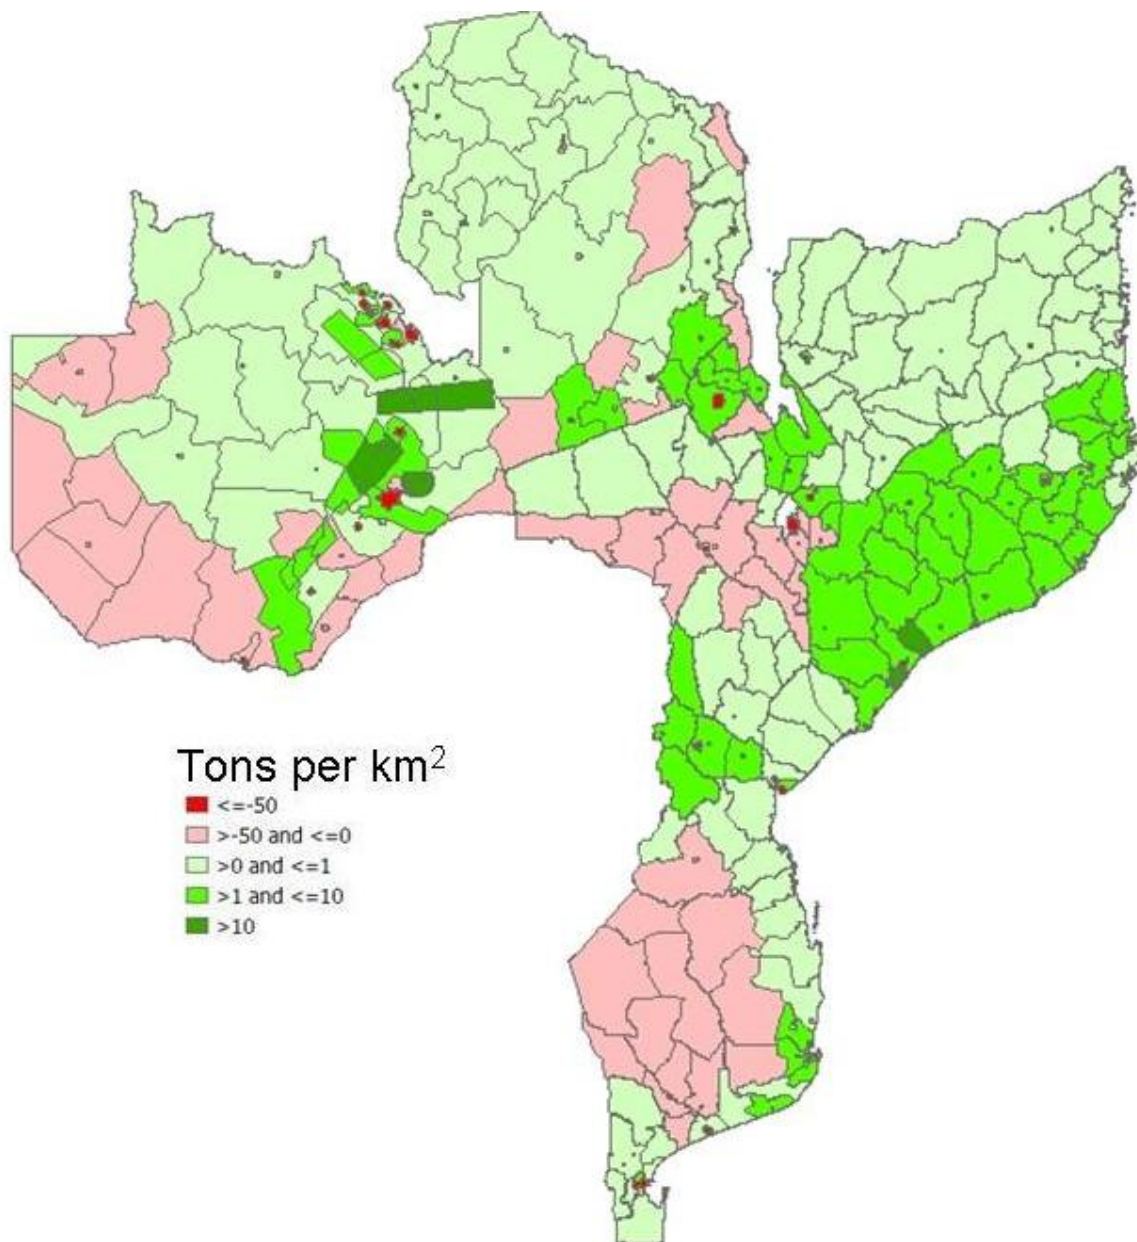 Tons per km²
<=-50
>-50 and <=0
>0 and <=1
>1 and <=10
>10